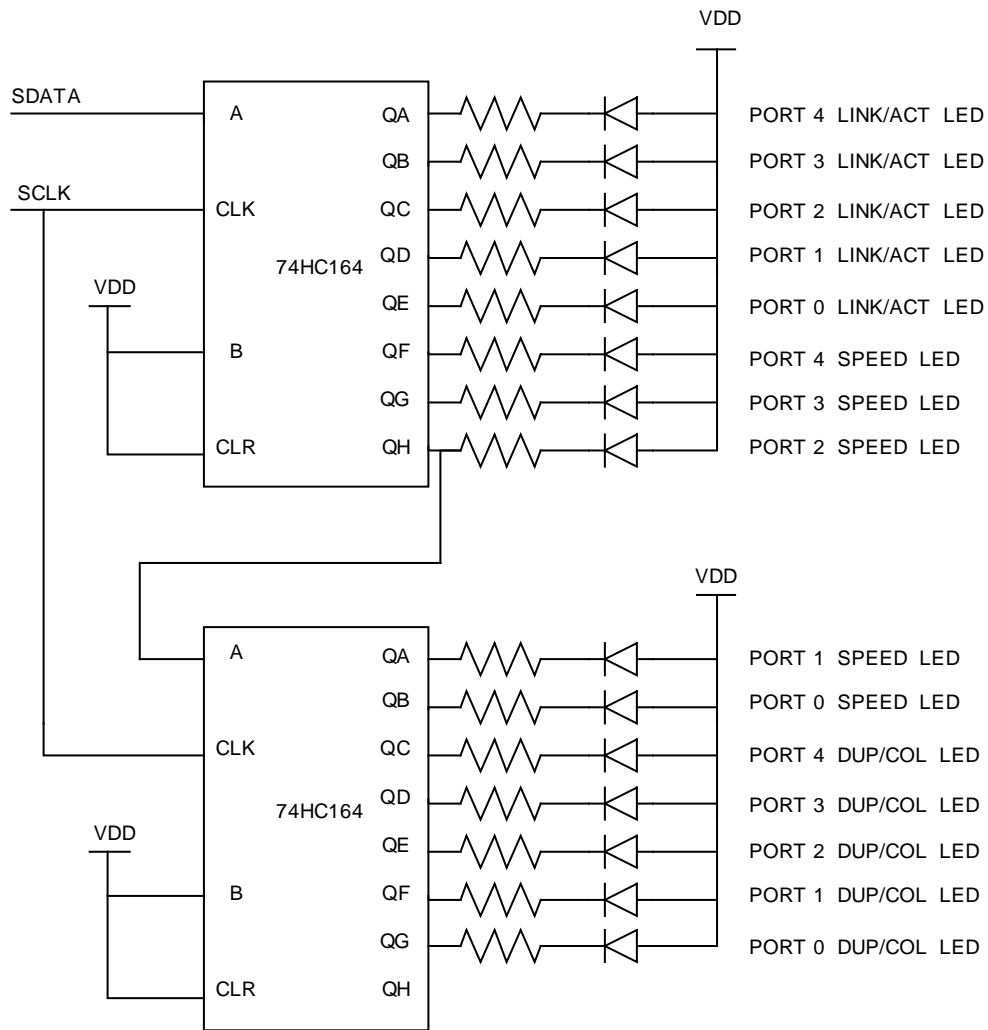 VDD
SDATA
A QA PORT 4 LINK/ACT LED
QB PORT 3 LINK/ACT LED
SCLK
CLK QC PORT 2 LINK/ACT LED
QD PORT 1 LINK/ACT LED
74HC164
VDD
QE PORT 0 LINK/ACT LED
B QF PORT 4 SPEED LED
QG PORT 3 SPEED LED
CLR QH PORT 2 SPEED LED
VDD
A QA PORT 1 SPEED LED
QB PORT 0 SPEED LED
CLK QC PORT 4 DUP/COL LED
QD PORT 3 DUP/COL LED
74HC164
VDD
QE PORT 2 DUP/COL LED
B QF PORT 1 DUP/COL LED
QG PORT 0 DUP/COL LED
CLR QH